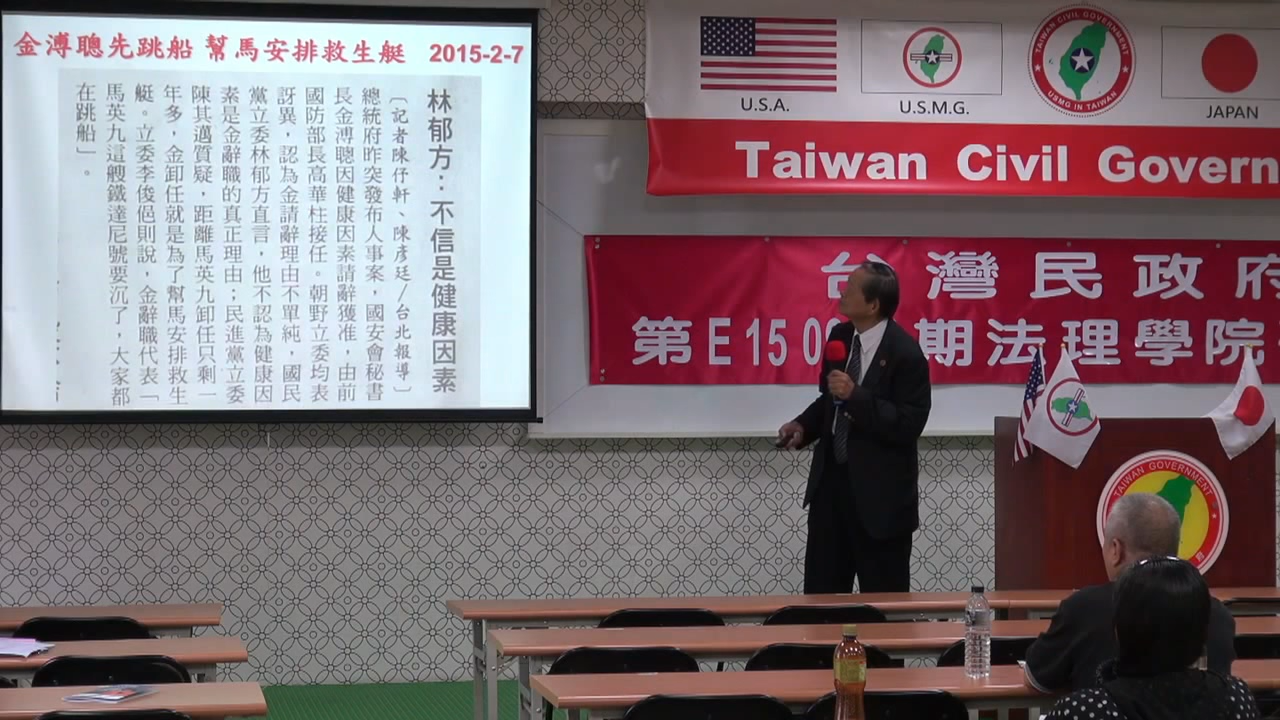 金溥聰先跳船 幫馬安排救生艇 2015-2-7
林郁方：不信是健康因素
〔記者陳仔軒、陳彥廷/台北報導〕
總統府昨突發布人事案，國安會秘書
長金溥聰因健康因素請辭獲准，由前
國防部長高華柱接任。朝野立委均表
訝異，認為金請辭理由不單純，國民
黨立委林郁方直言，他不認為健康因
素是金辭職的真正理由；民進黨立委
陳其邁質疑，距離馬英九卸任只剩一
年多，金卸任就是為了幫馬安排救生
艇。立委李俊俋則說，金辭職代表「
馬英九這艘鐵達尼號要沉了，大家都
在跳船」。
U.S.A.
U.S.M.G.
TAIWAN CIVIL GOVERNMENT
USMG IN TAIWAN
JAPAN
Taiwan Civil Govern
台灣民政府
第E150
期法理學院
TAIWAN GOVERNMENT